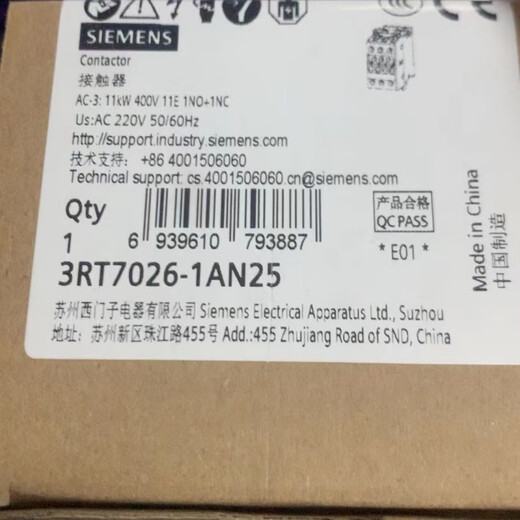 SIEMENS
Contactor
接触器
AC-3: 11kW 400V 11E 1NO+1NC
Us:AC 220V 50/60Hz
http://support.industry.siemens.com
技术支持: +86 4001506060
Technical support: cs.4001506060.cn@siemens.com
Qty
1
6 939610 793887
产品合格
QC PASS
* E01 *
Made in China
中国制造
3RT7026-1AN25
苏州西门子电器有限公司 Siemens Electrical Apparatus Ltd., Suzhou
地址: 苏州新区珠江路455号 Add.:455 Zhujiang Road of SND, China